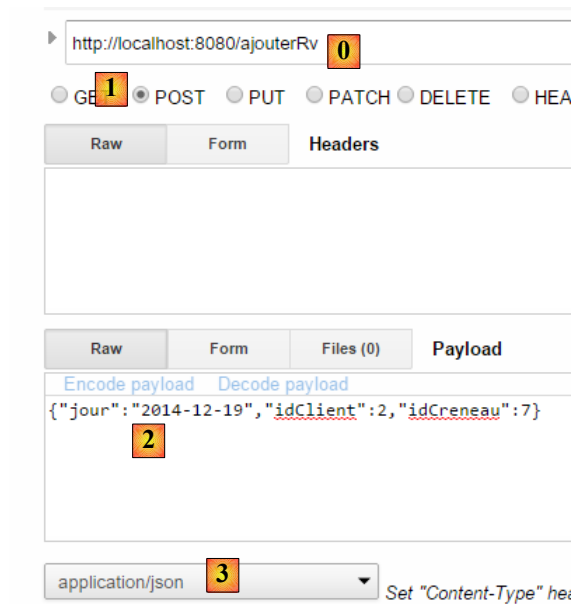 http://localhost:8080/ajouterRv 0
1 POST PUT PATCH DELETE
Raw Form Headers
Raw Form Files (0) Payload
Encode payload Decode payload
{"jour":"2014-12-19","idClient":2,"idCreneau":7}
2
application/json 3
Set "Content-Type"